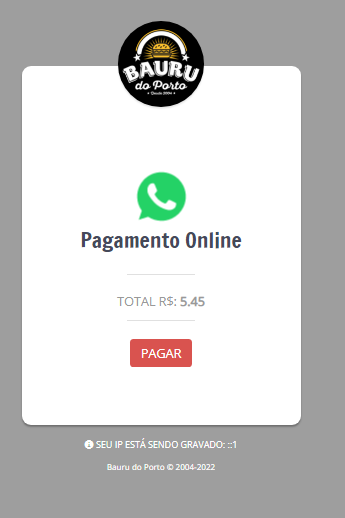 BAURU
do Porto
• Desde 2004 •
Pagamento Online
TOTAL R$: 5.45
PAGAR
SEU IP ESTÁ SENDO GRAVADO: ::1
Bauru do Porto © 2004-2022